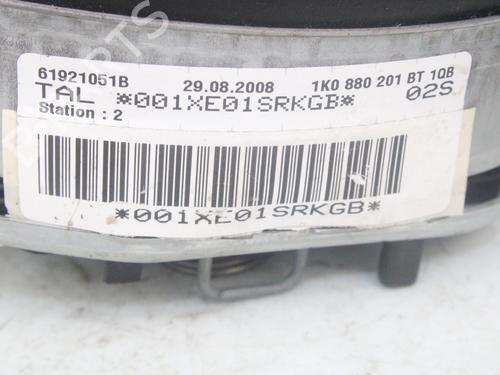 61921051B 29.08.2008 1K0 880 201 BT 1QB
TAL *001XE01SRKGB* 02S
Station : 2
*001XE01SRKGB*